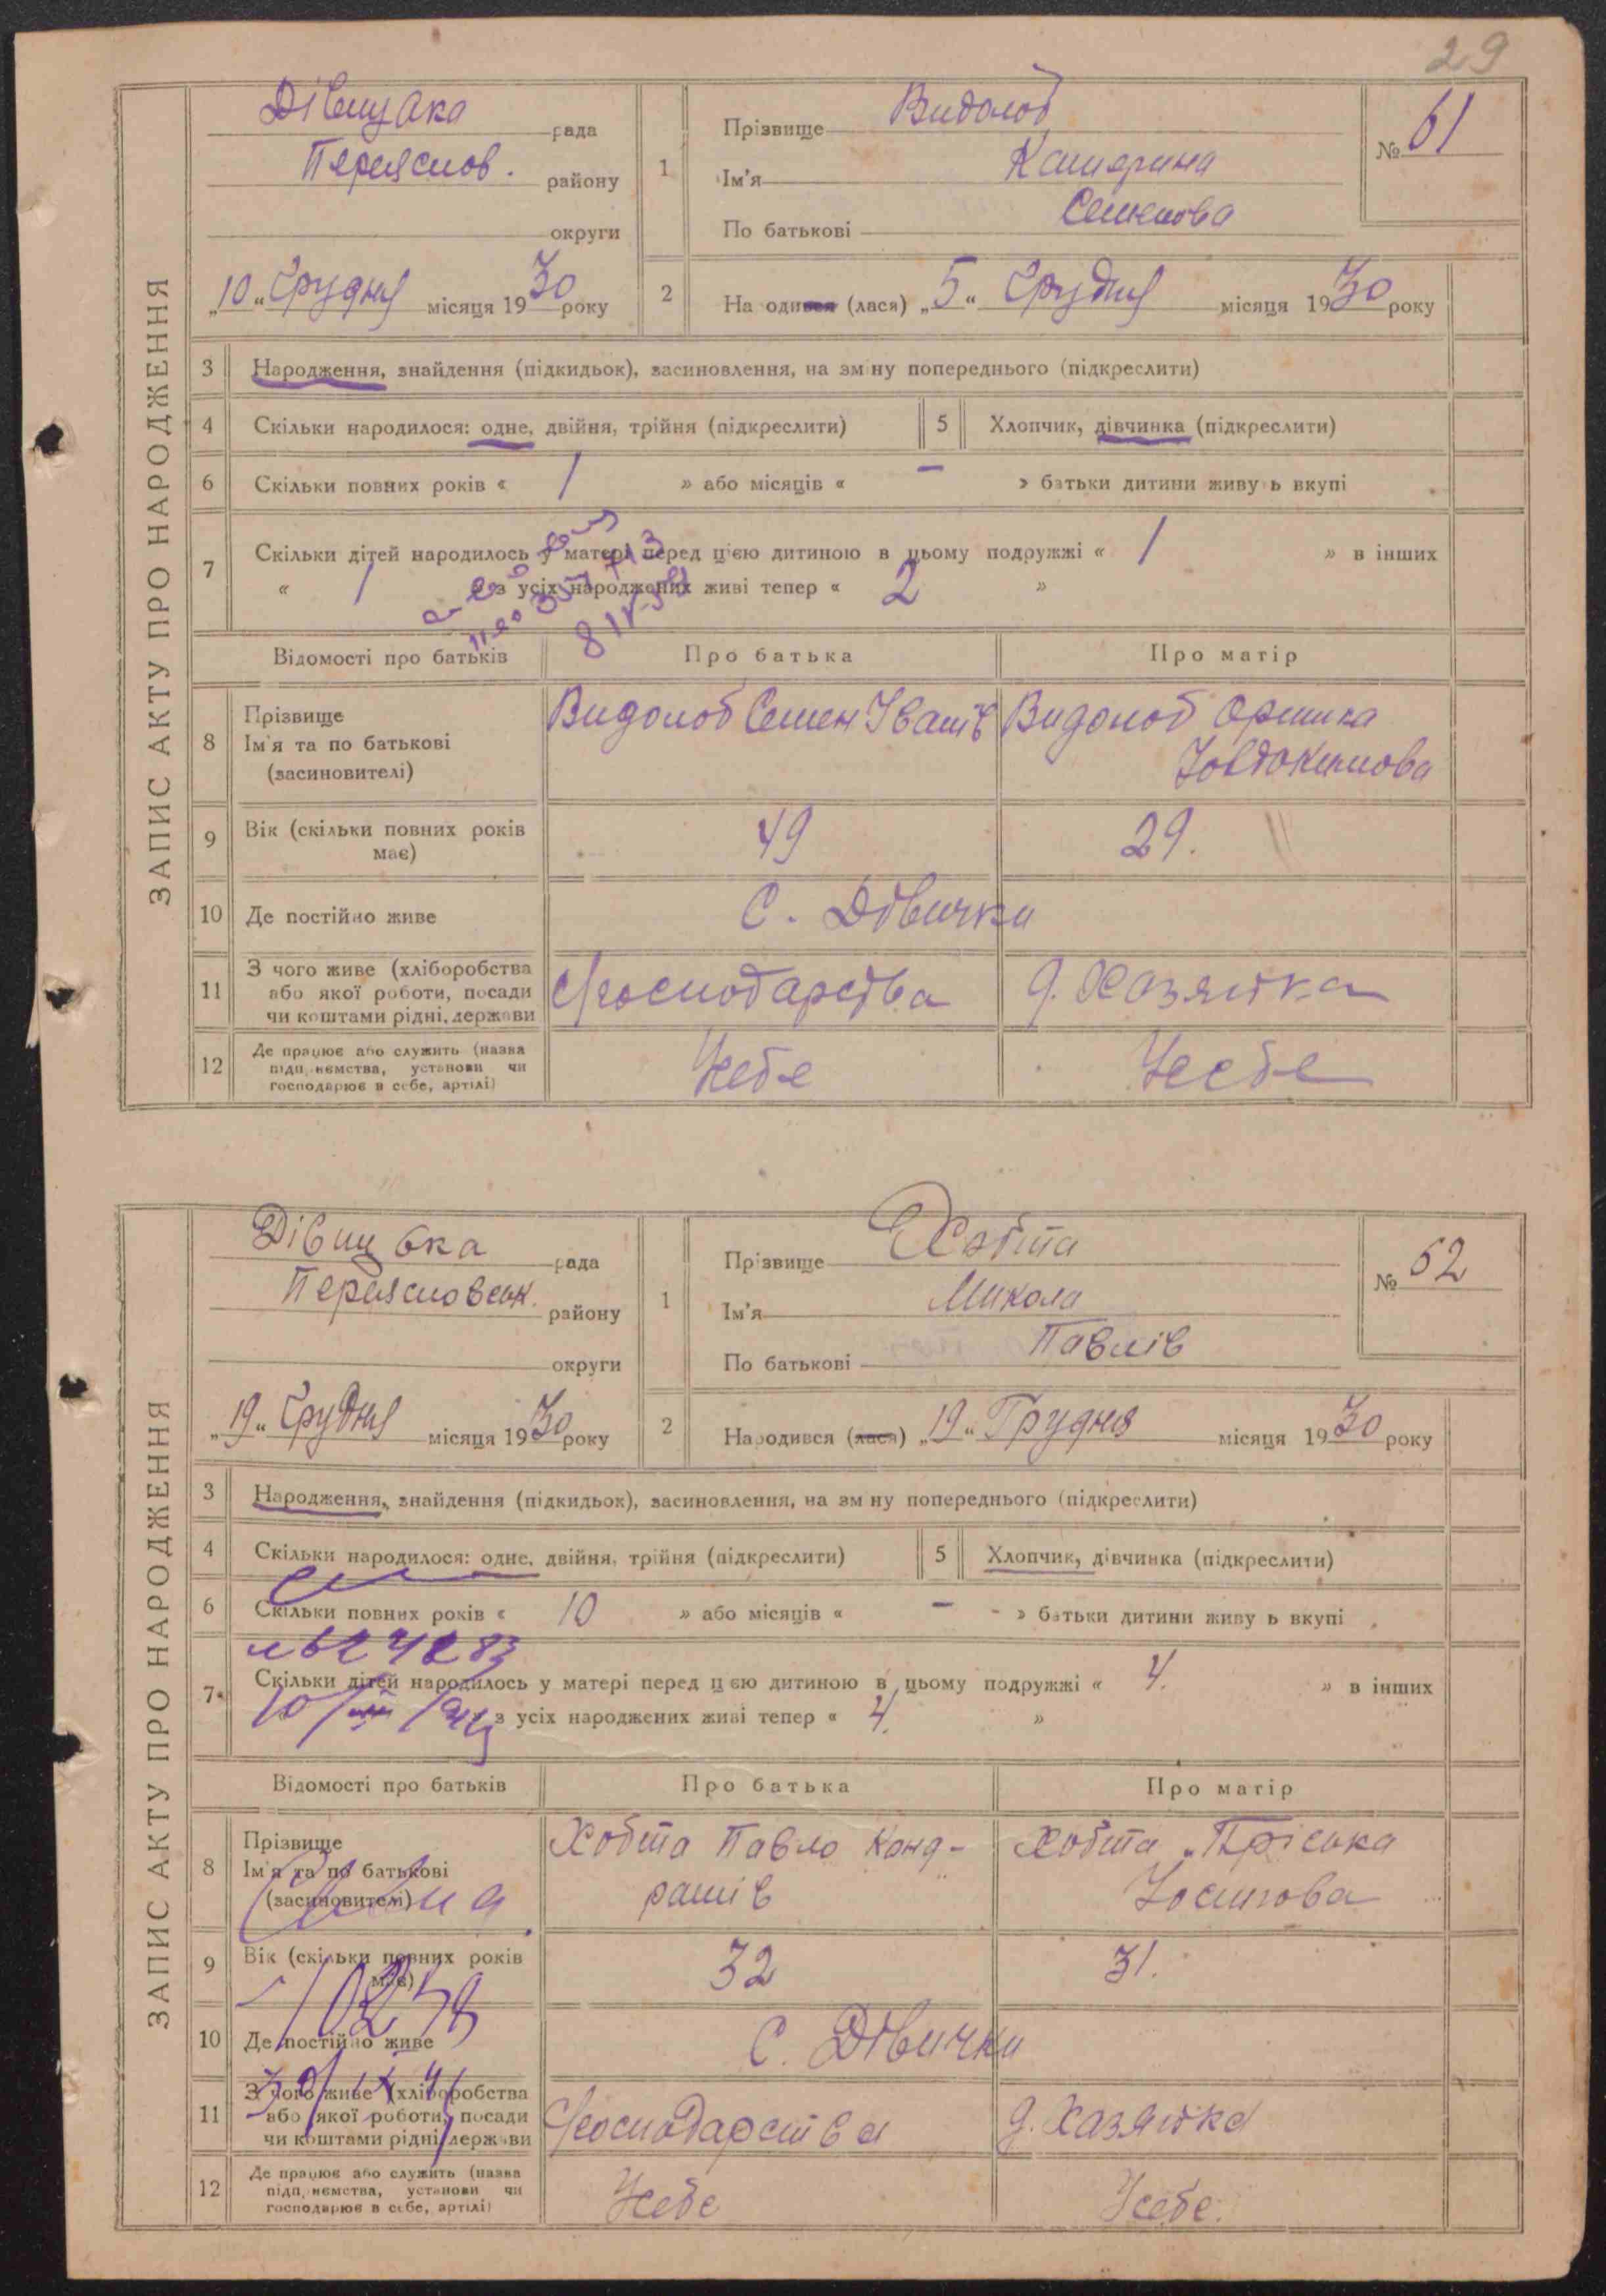 29
ЗАПИС АКТУ ПРО НАРОДЖЕННЯ
Дівицька рада
Переяслов. району
округи
„10“ Грудня місяця 1930 року
1
Прізвище Видолоб
Ім'я Катерина
По батькові Семенова
№ 61
2
На одився (лася) „5“ Грудня місяця 1930 року
3 Народження, знайдення (підкидьок), засиновлення, на зміну попереднього (підкреслити)
4 Скільки народилося: одне, двійня, трійня (підкреслити)
5 Хлопчик, дівчинка (підкреслити)
6 Скільки повних років « 1 » або місяців « – » батьки дитини живуть вкупі
7 Скільки дітей народилось у матері перед цією дитиною в цьому подружжі « 1 » в інших
« 1 » з усіх народжених живі тепер « 2 »
Відомості про батьків Про батька Про матір
8 Прізвище
Ім'я та по батькові
(засиновителі)
Видолоб Семен Іванів
Видолоб Оришка
Йовдокимова
9 Вік (скільки повних років
має)
49
29.
10 Де постійно живе
с. Дівички
11 З чого живе (хліборобства
або якої роботи, посади
чи коштами рідні, держави
Господарства
д. Хазяйка
12 Де працює або служить (назва
підприємства, установи чи
господарює в себе, артілі)
У себе
У себе
ЗАПИС АКТУ ПРО НАРОДЖЕННЯ
Дівицька рада
Переясловськ. району
округи
„19“ Грудня місяця 1930 року
1
Прізвище Хобта
Ім'я Микола
По батькові Павлів
№ 62
2
Народився (лася) „19“ Грудня місяця 1930 року
3 Народження, знайдення (підкидьок), засиновлення, на зміну попереднього (підкреслити)
4 Скільки народилося: одне, двійня, трійня (підкреслити)
5 Хлопчик, дівчинка (підкреслити)
6 Скільки повних років « 10 » або місяців « – » батьки дитини живуть вкупі
7 Скільки дітей народилось у матері перед цією дитиною в цьому подружжі « 4. » в інших
з усіх народжених живі тепер « 4. »
Відомості про батьків Про батька Про матір
8 Прізвище
Ім'я та по батькові
(засиновителі)
Хобта Павло Конд-
ратів
Хобта Пріська
Йосипова
9 Вік (скільки повних років
має)
32
31.
10 Де постійно живе
с. Дівички
11 З чого живе (хліборобства
або якої роботи, посади
чи коштами рідні, держави
Господарства
д. Хазяйка
12 Де працює або служить (назва
підприємства, установи чи
господарює в себе, артілі)
У себе
У себе.